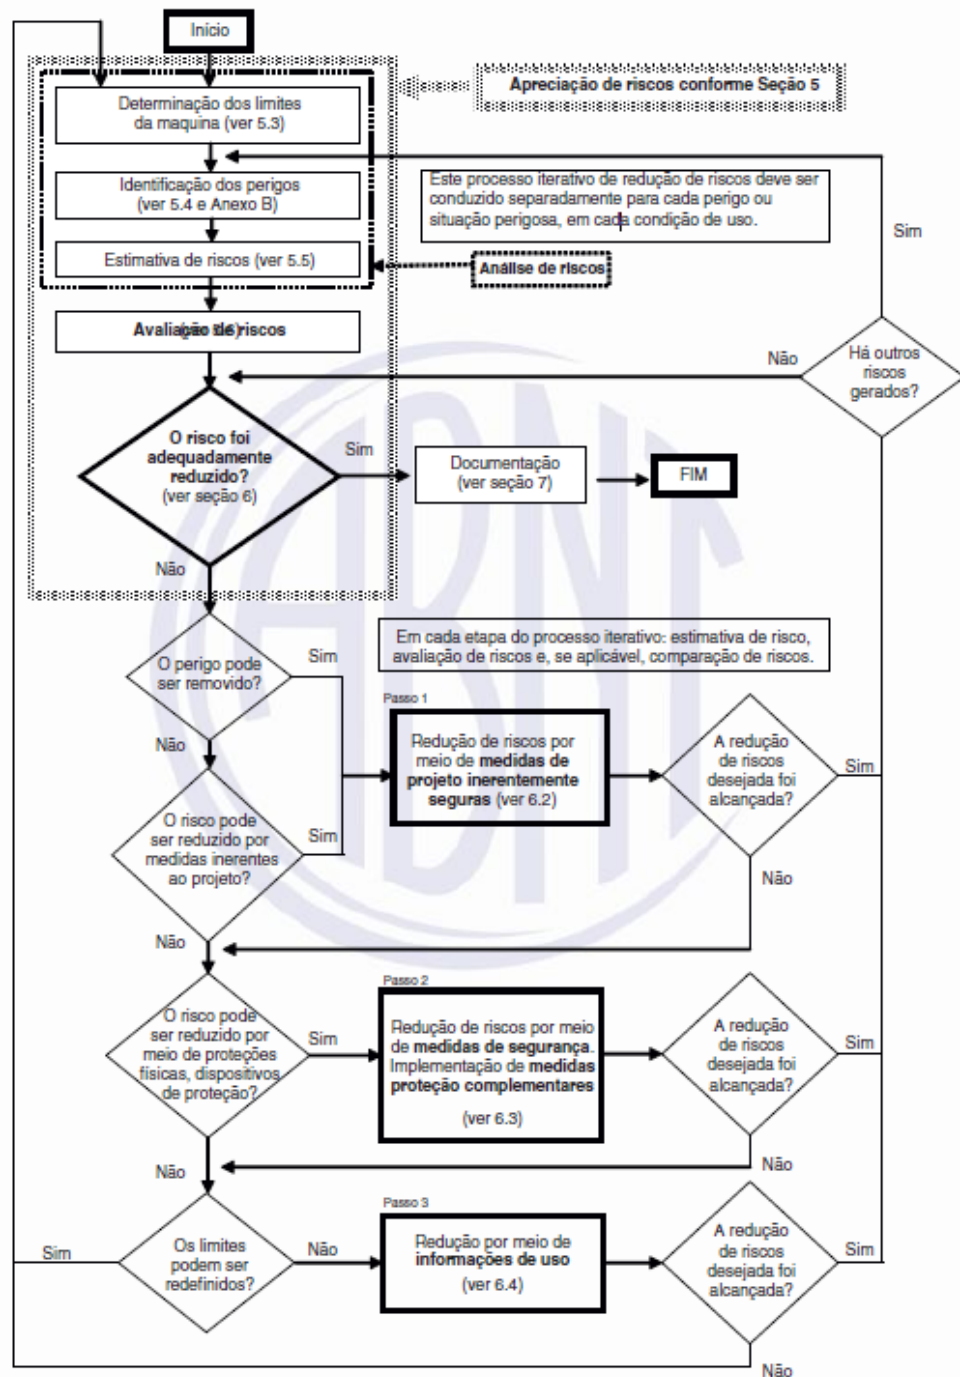 Início
Apreciação de riscos conforme Seção 5
Determinação dos limites
da maquina (ver 5.3)
Identificação dos perigos
(ver 5.4 e Anexo B)
Este processo iterativo de redução de riscos deve ser
conduzido separadamente para cada perigo ou
situação perigosa, em cada condição de uso.
Sim
Estimativa de riscos (ver 5.5)
Análise de riscos
Avaliação de riscos
Não
Há outros
riscos
gerados?
O risco foi
adequadamente
reduzido?
(ver seção 6)
Sim
Documentação
(ver seção 7)
FIM
Não
ABNT
Em cada etapa do processo iterativo: estimativa de risco,
avaliação de riscos e, se aplicável, comparação de riscos.
O perigo pode
ser removido?
Sim
Não
Passo 1
Redução de riscos por
meio de medidas de
projeto inerentemente
seguras (ver 6.2)
A redução
de riscos
desejada foi
alcançada?
Sim
O risco pode
ser reduzido por
medidas inerentes
ao projeto?
Sim
Não
Não
Passo 2
O risco pode
ser reduzido por
meio de proteções
físicas, dispositivos
de proteção?
Sim
Redução de riscos por meio
de medidas de segurança.
Implementação de medidas
proteção complementares
(ver 6.3)
A redução
de riscos
desejada foi
alcançada?
Sim
Não
Não
Passo 3
Sim
Os limites
podem ser
redefinidos?
Não
Redução por meio de
informações de uso
(ver 6.4)
A redução
de riscos
desejada foi
alcançada?
Sim
Não